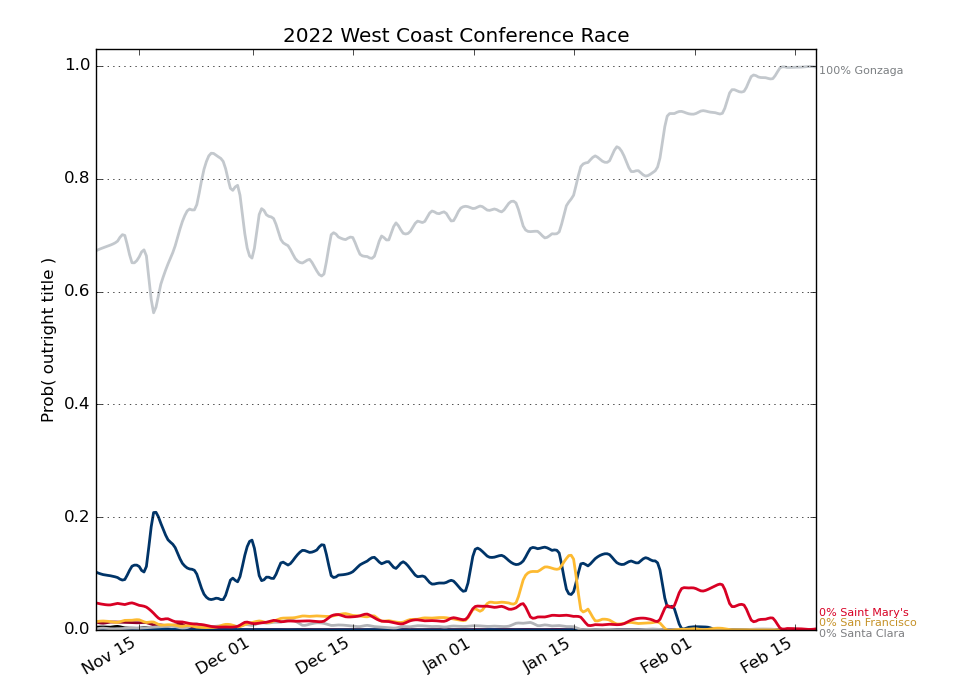 2022 West Coast Conference Race
Prob( outright title )
1.0
0.8
0.6
0.4
0.2
0.0
Nov 15
Dec 01
Dec 15
Jan 01
Jan 15
Feb 01
Feb 15
100% Gonzaga
0% Saint Mary's
0% San Francisco
0% Santa Clara